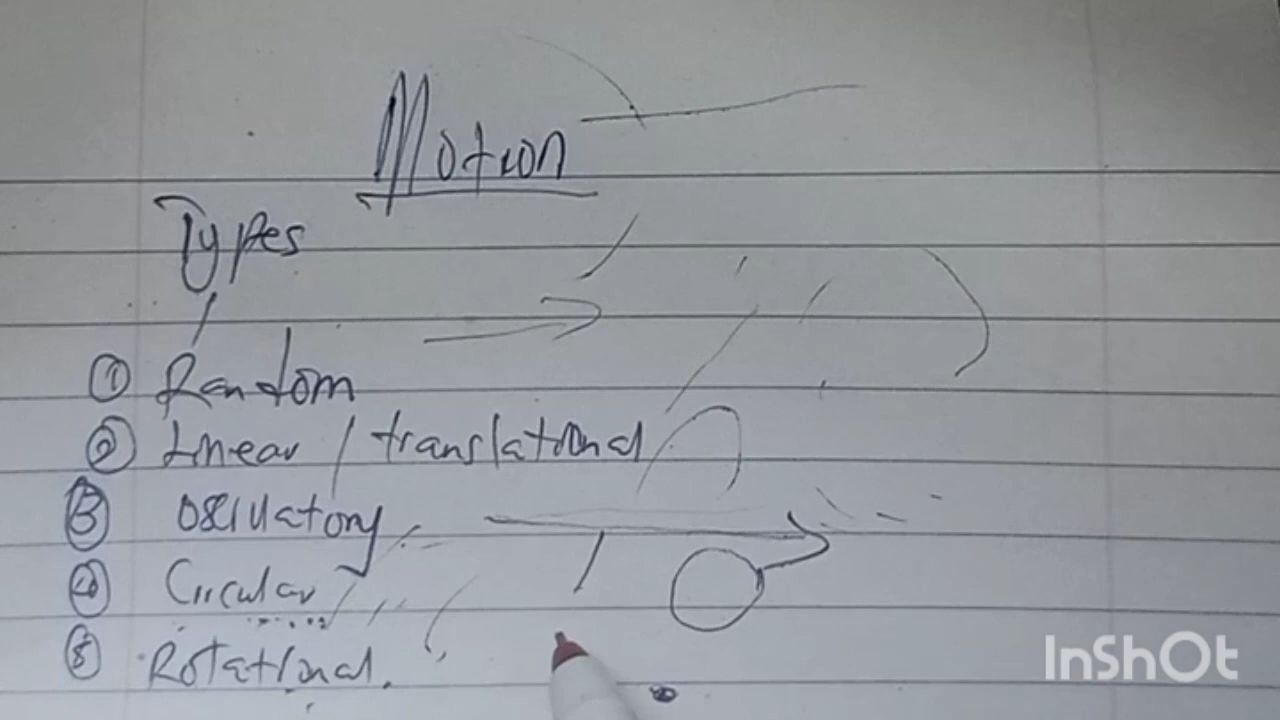 Motion
Types
① Random
② Linear / translational
③ Oscillatory
④ Circular
⑤ Rotational.
InShOt